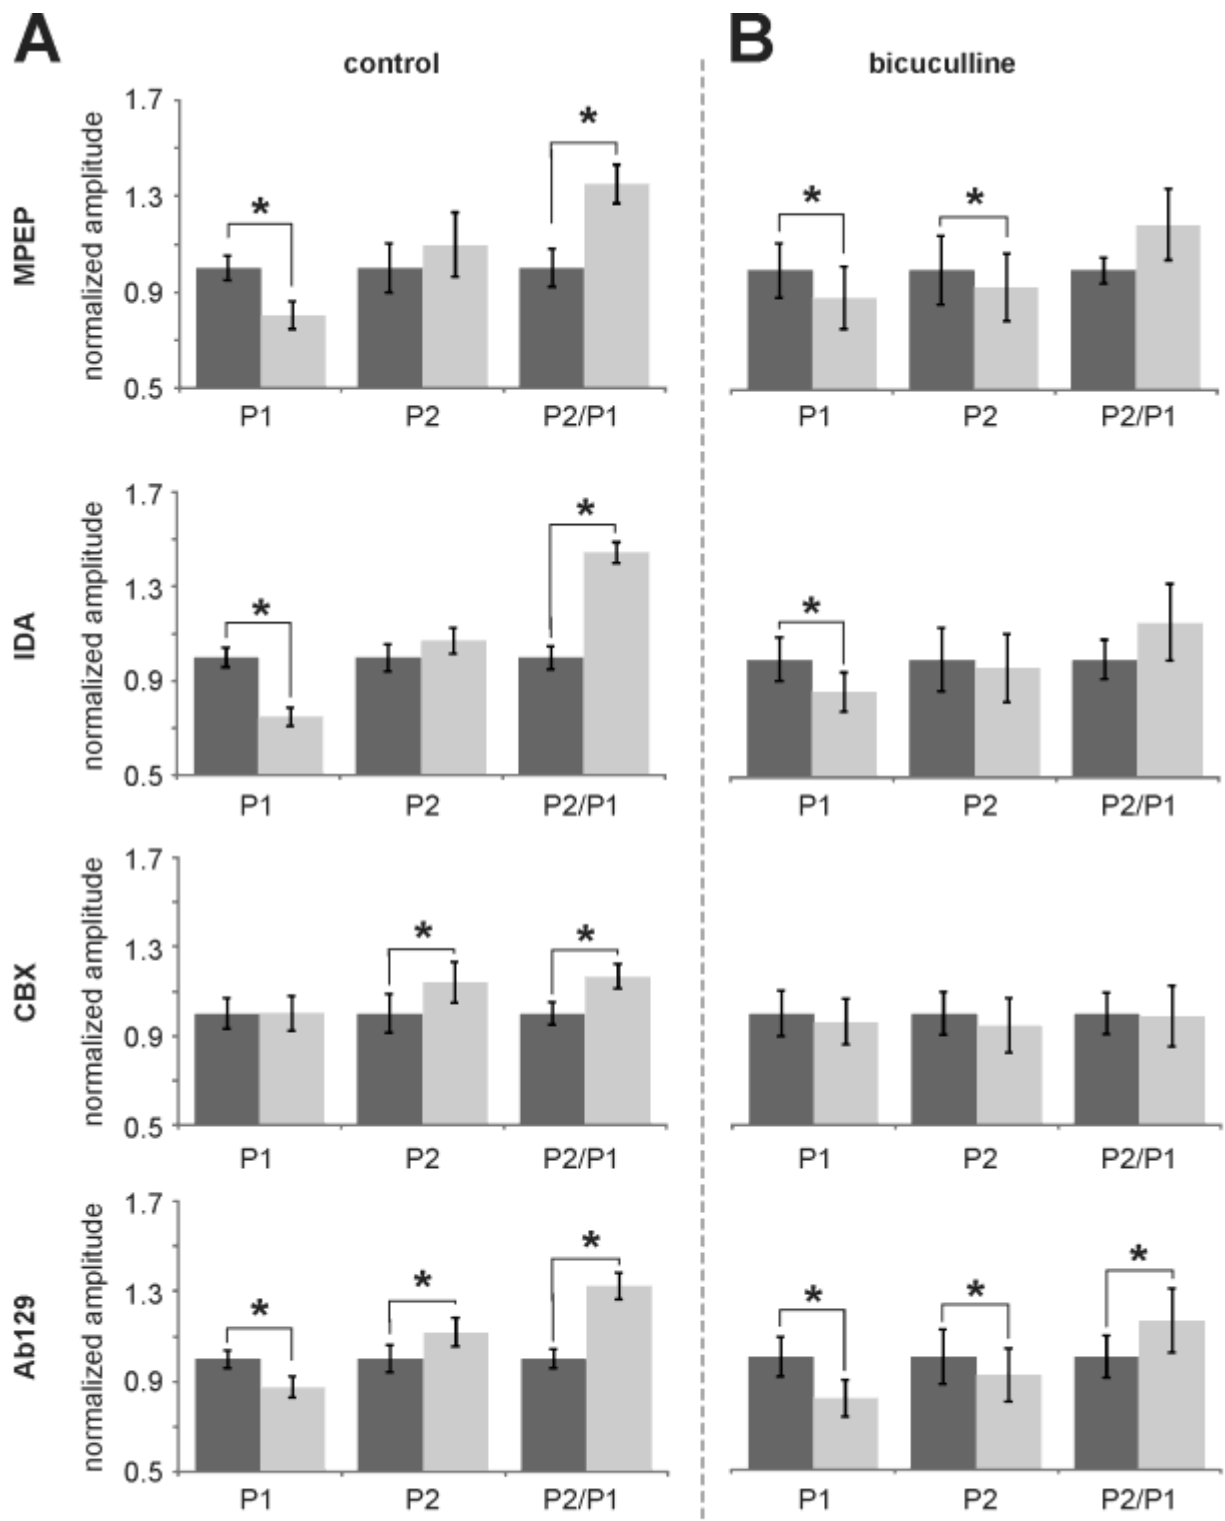 A
B
control
bicuculline
MPEP
normalized amplitude
1.7
1.3
0.9
0.5
*
*
*
*
P1
P2
P2/P1
P1
P2
P2/P1
IDA
normalized amplitude
1.7
1.3
0.9
0.5
*
*
*
P1
P2
P2/P1
P1
P2
P2/P1
CBX
normalized amplitude
1.7
1.3
0.9
0.5
*
*
P1
P2
P2/P1
P1
P2
P2/P1
Ab129
normalized amplitude
1.7
1.3
0.9
0.5
*
*
*
*
*
*
P1
P2
P2/P1
P1
P2
P2/P1